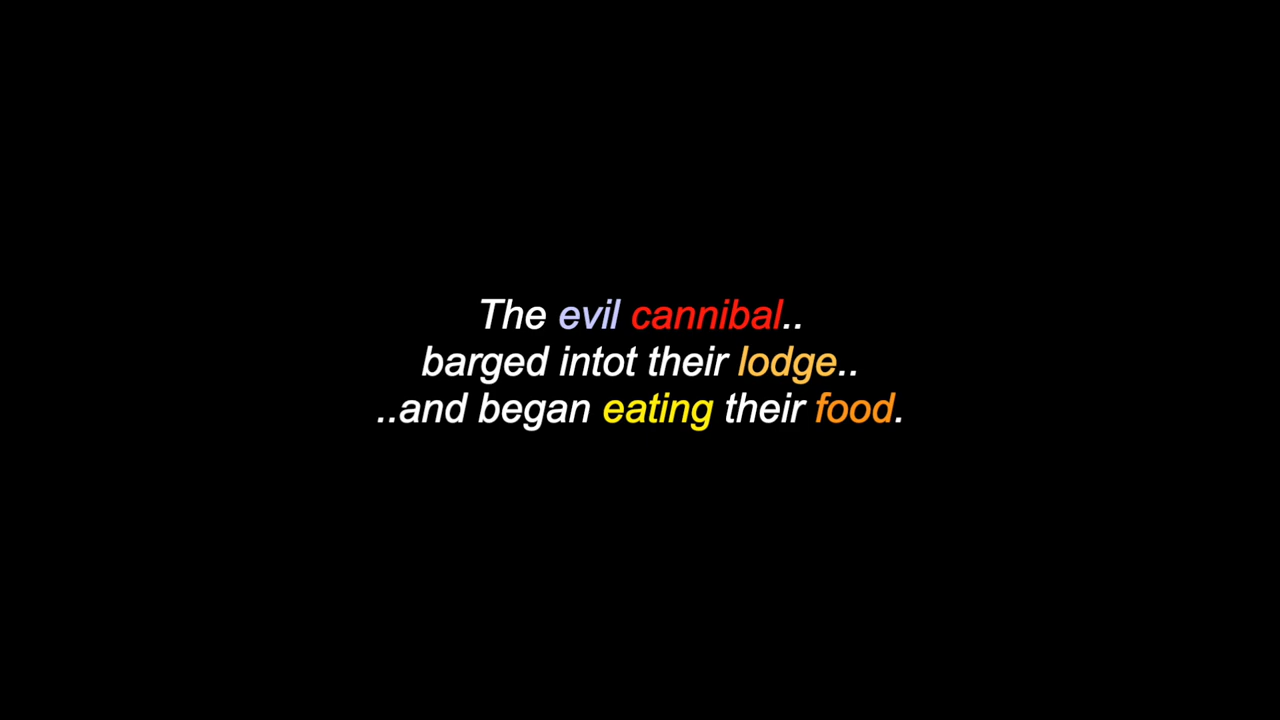 The evil cannibal..
barged intot their lodge..
..and began eating their food.